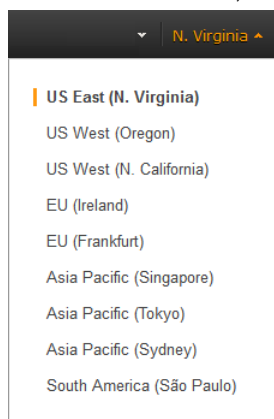 N. Virginia
US East (N. Virginia)
US West (Oregon)
US West (N. California)
EU (Ireland)
EU (Frankfurt)
Asia Pacific (Singapore)
Asia Pacific (Tokyo)
Asia Pacific (Sydney)
South America (São Paulo)